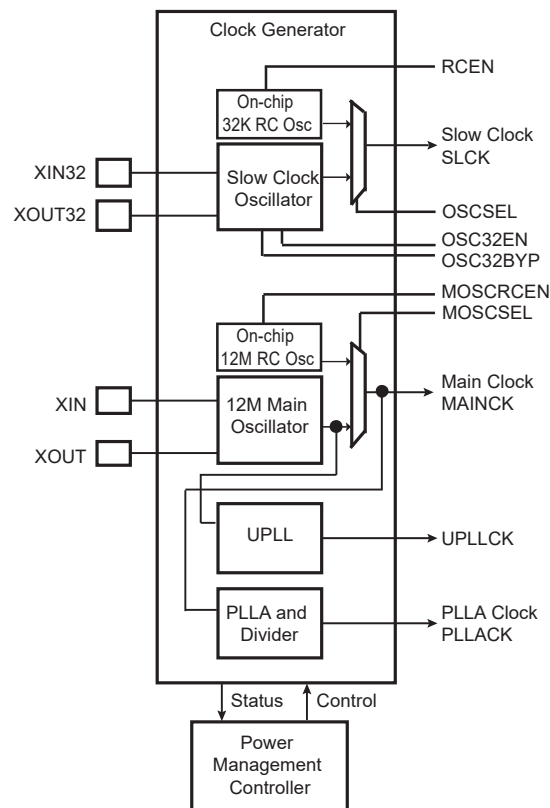 Clock Generator
RCEN
On-chip
32K RC Osc
Slow Clock
SLCK
XIN32
Slow Clock
Oscillator
XOUT32
OSCSEL
OSC32EN
OSC32BYP
MOSCRCEN
MOSCSEL
On-chip
12M RC Osc
Main Clock
MAINCK
XIN
12M Main
Oscillator
XOUT
UPLL
UPLLCK
PLLA and
Divider
PLLA Clock
PLLACK
Status
Control
Power
Management
Controller